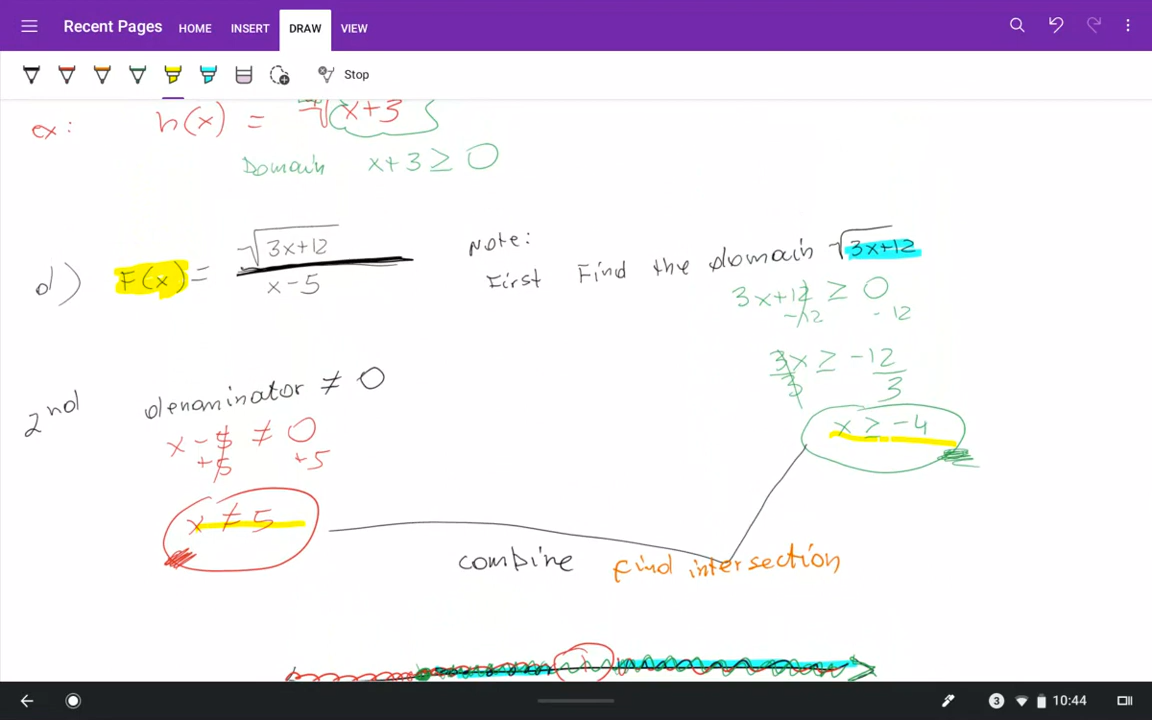 Recent Pages HOME INSERT DRAW VIEW
Stop
ex: h(x) = √x+3
Domain x+3 ≥ 0
d) F(x) = √3x+12 / x-5
Note:
First Find the domain √3x+12
3x+12 ≥ 0
-12 -12
3x ≥ -12
3 3
x ≥ -4
2nd denominator ≠ 0
x-5 ≠ 0
+5 +5
x ≠ 5
combine Find intersection
3 10:44